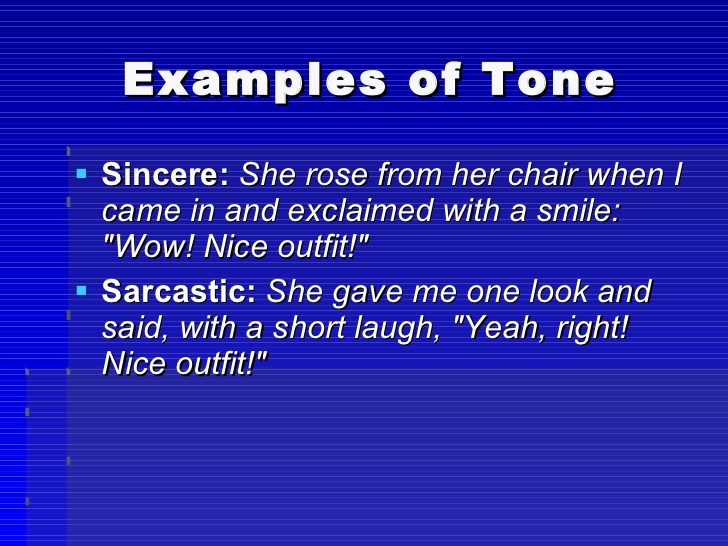 Examples of Tone
Sincere: She rose from her chair when I
came in and exclaimed with a smile:
"Wow! Nice outfit!"
Sarcastic: She gave me one look and
said, with a short laugh, "Yeah, right!
Nice outfit!"